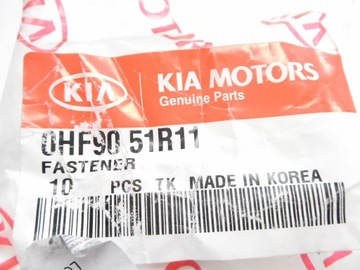 KIA
KIA MOTORS
Genuine Parts
0HF90 51R11
FASTENER
10 PCS TK MADE IN KOREA